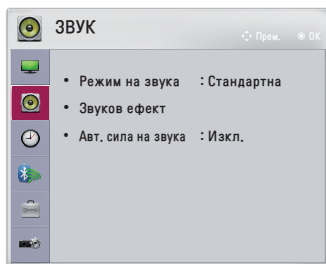 ЗВУК
Прем. OK
• Режим на звука : Стандартна
• Звуков ефект
• Авт. сила на звука : Изкл.